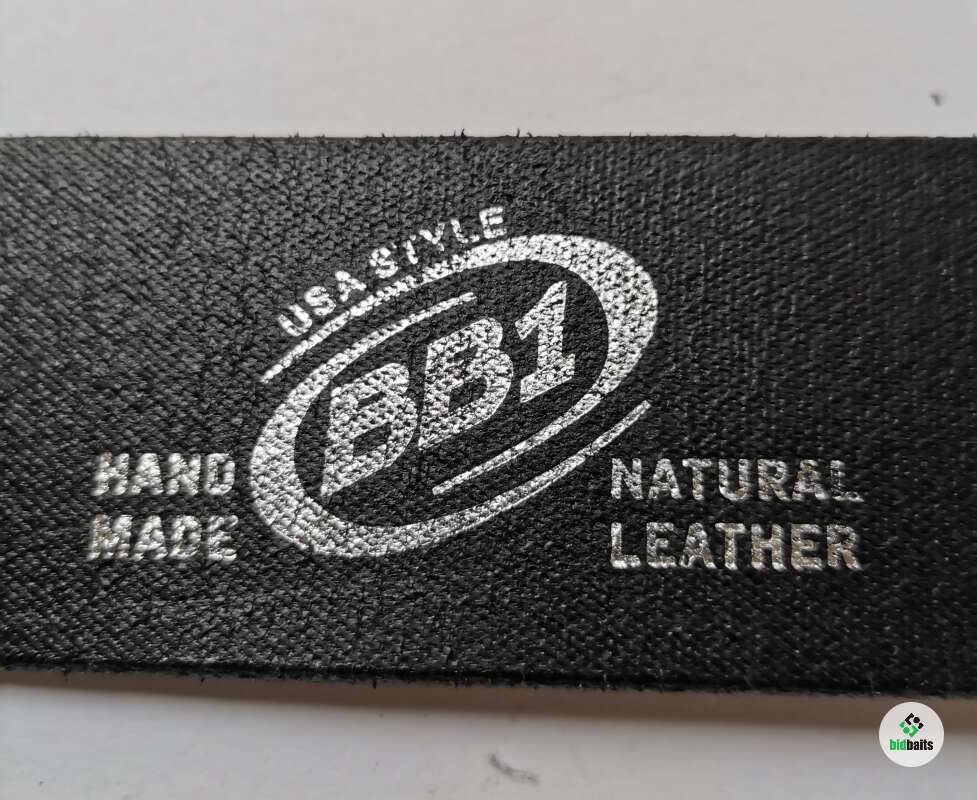 USA-STYLE
BB1
HAND
MADE
NATURAL
LEATHER
bidbaits